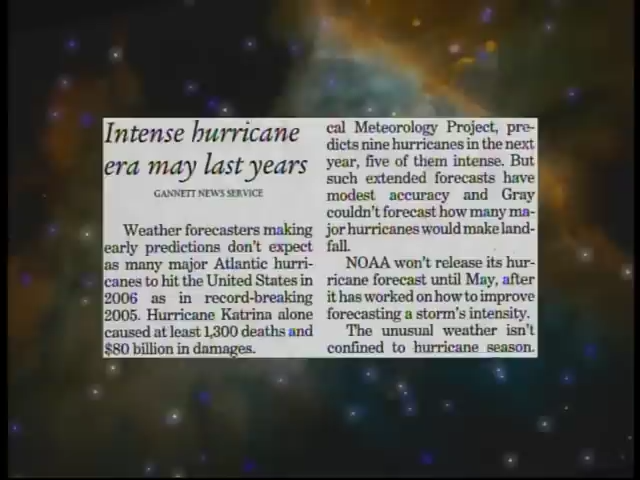 Intense hurricane
era may last years
GANNETT NEWS SERVICE
Weather forecasters making
early predictions don't expect
as many major Atlantic hurri-
canes to hit the United States in
2006 as in record-breaking
2005. Hurricane Katrina alone
caused at least 1,300 deaths and
$80 billion in damages.
cal Meteorology Project, pre-
dicts nine hurricanes in the next
year, five of them intense. But
such extended forecasts have
modest accuracy and Gray
couldn't forecast how many ma-
jor hurricanes would make land-
fall.
NOAA won't release its hur-
ricane forecast until May, after
it has worked on how to improve
forecasting a storm's intensity.
The unusual weather isn't
confined to hurricane season.